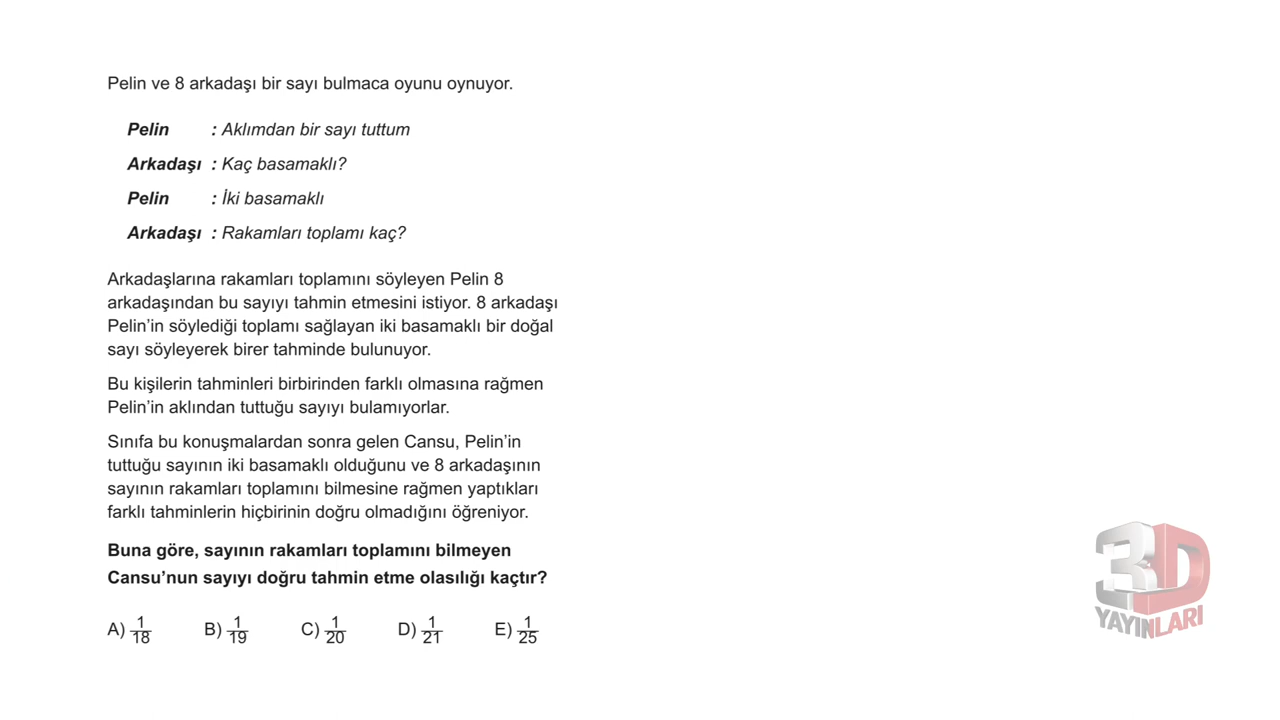 Pelin ve 8 arkadaşı bir sayı bulmaca oyunu oynuyor.
Pelin : Aklımdan bir sayı tuttum
Arkadaşı : Kaç basamaklı?
Pelin : İki basamaklı
Arkadaşı : Rakamları toplamı kaç?
Arkadaşlarına rakamları toplamını söyleyen Pelin 8
arkadaşından bu sayıyı tahmin etmesini istiyor. 8 arkadaşı
Pelin’in söylediği toplamı sağlayan iki basamaklı bir doğal
sayı söyleyerek birer tahminde bulunuyor.
Bu kişilerin tahminleri birbirinden farklı olmasına rağmen
Pelin’in aklından tuttuğu sayıyı bulamıyorlar.
Sınıfa bu konuşmalardan sonra gelen Cansu, Pelin’in
tuttuğu sayının iki basamaklı olduğunu ve 8 arkadaşının
sayının rakamları toplamını bilmesine rağmen yaptıkları
farklı tahminlerin hiçbirinin doğru olmadığını öğreniyor.
Buna göre, sayının rakamları toplamını bilmeyen
Cansu’nun sayıyı doğru tahmin etme olasılığı kaçtır?
A) 1/18 B) 1/19 C) 1/20 D) 1/21 E) 1/25
3D
YAYINLARI